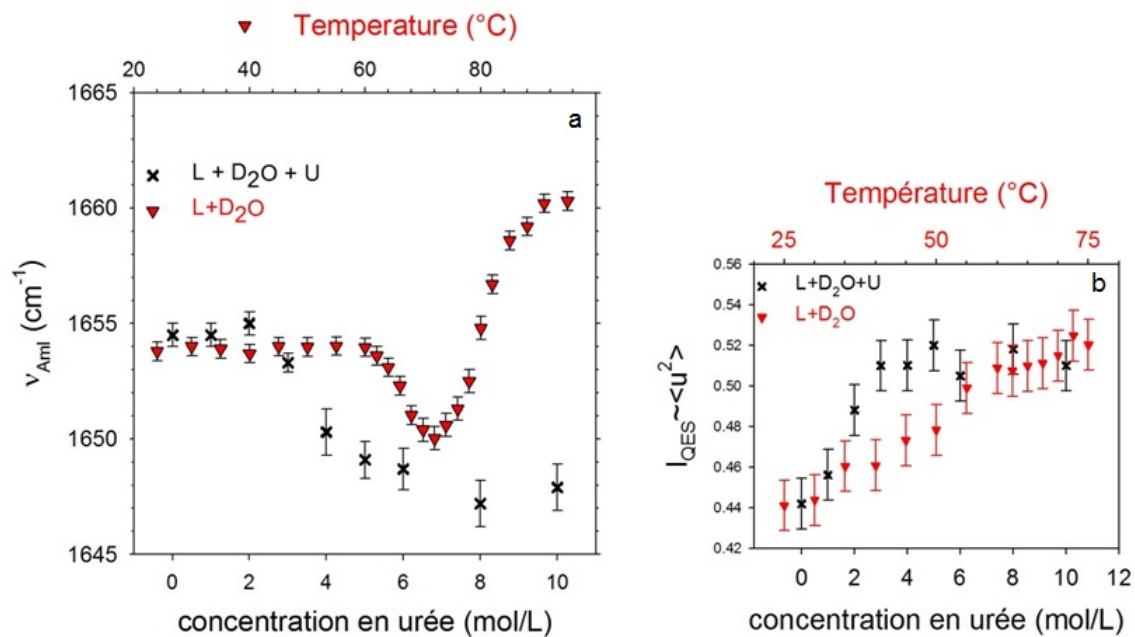 Temperature (°C)
20 40 60 80
1665
1660
1655
1650
1645
ν_AmI (cm⁻¹)
a
L + D₂O + U
L+D₂O
0 2 4 6 8 10
concentration en urée (mol/L)
Température (°C)
25 50 75
0.56
0.54
0.52
0.50
0.48
0.46
0.44
0.42
I_QES~<u²>
b
L+D₂O+U
L+D₂O
0 2 4 6 8 10 12
concentration en urée (mol/L)